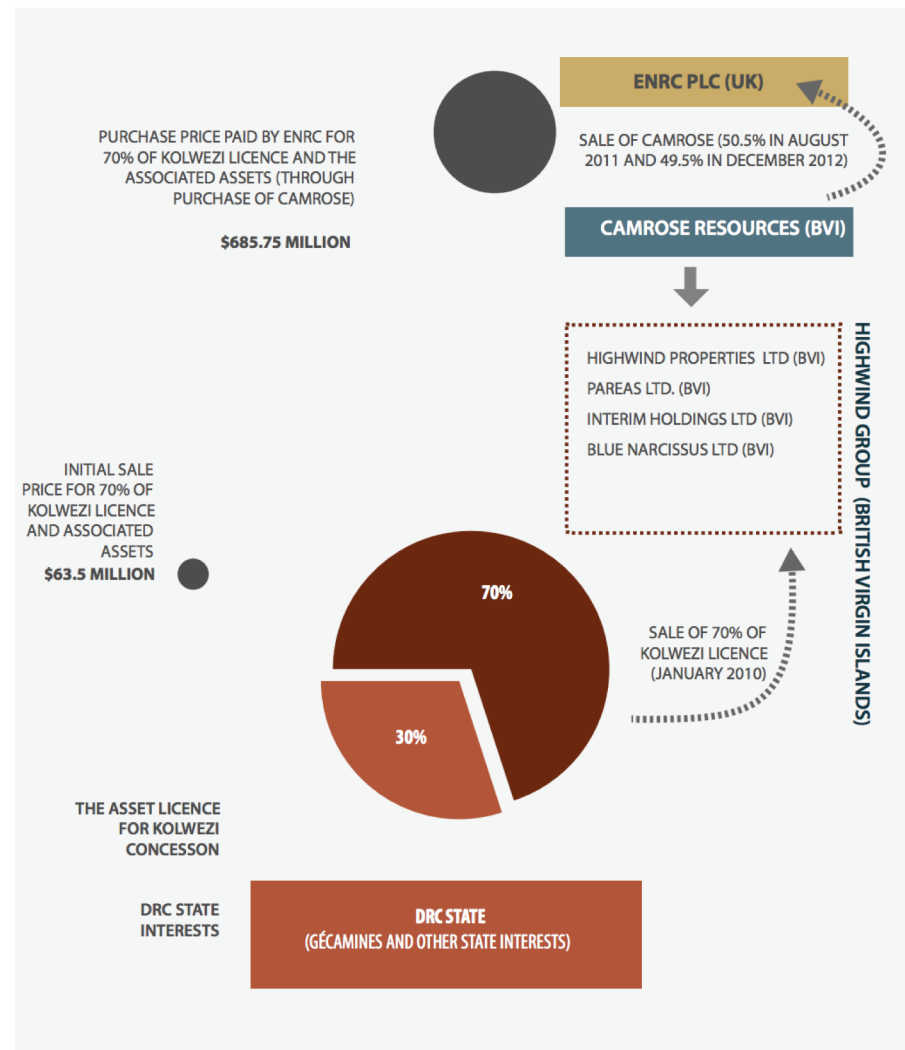 ENRC PLC (UK)
PURCHASE PRICE PAID BY ENRC FOR
70% OF KOLWEZI LICENCE AND THE
ASSOCIATED ASSETS (THROUGH
PURCHASE OF CAMROSE)
$685.75 MILLION
SALE OF CAMROSE (50.5% IN AUGUST
2011 AND 49.5% IN DECEMBER 2012)
CAMROSE RESOURCES (BVI)
HIGHWIND PROPERTIES LTD (BVI)
PAREAS LTD. (BVI)
INTERIM HOLDINGS LTD (BVI)
BLUE NARCISSUS LTD (BVI)
HIGHWIND GROUP (BRITISH VIRGIN ISLANDS)
INITIAL SALE
PRICE FOR 70% OF
KOLWEZI LICENCE
AND ASSOCIATED
ASSETS
$63.5 MILLION
70%
30%
SALE OF 70% OF
KOLWEZI LICENCE
(JANUARY 2010)
THE ASSET LICENCE
FOR KOLWEZI
CONCESSON
DRC STATE
INTERESTS
DRC STATE
(GÉCAMINES AND OTHER STATE INTERESTS)